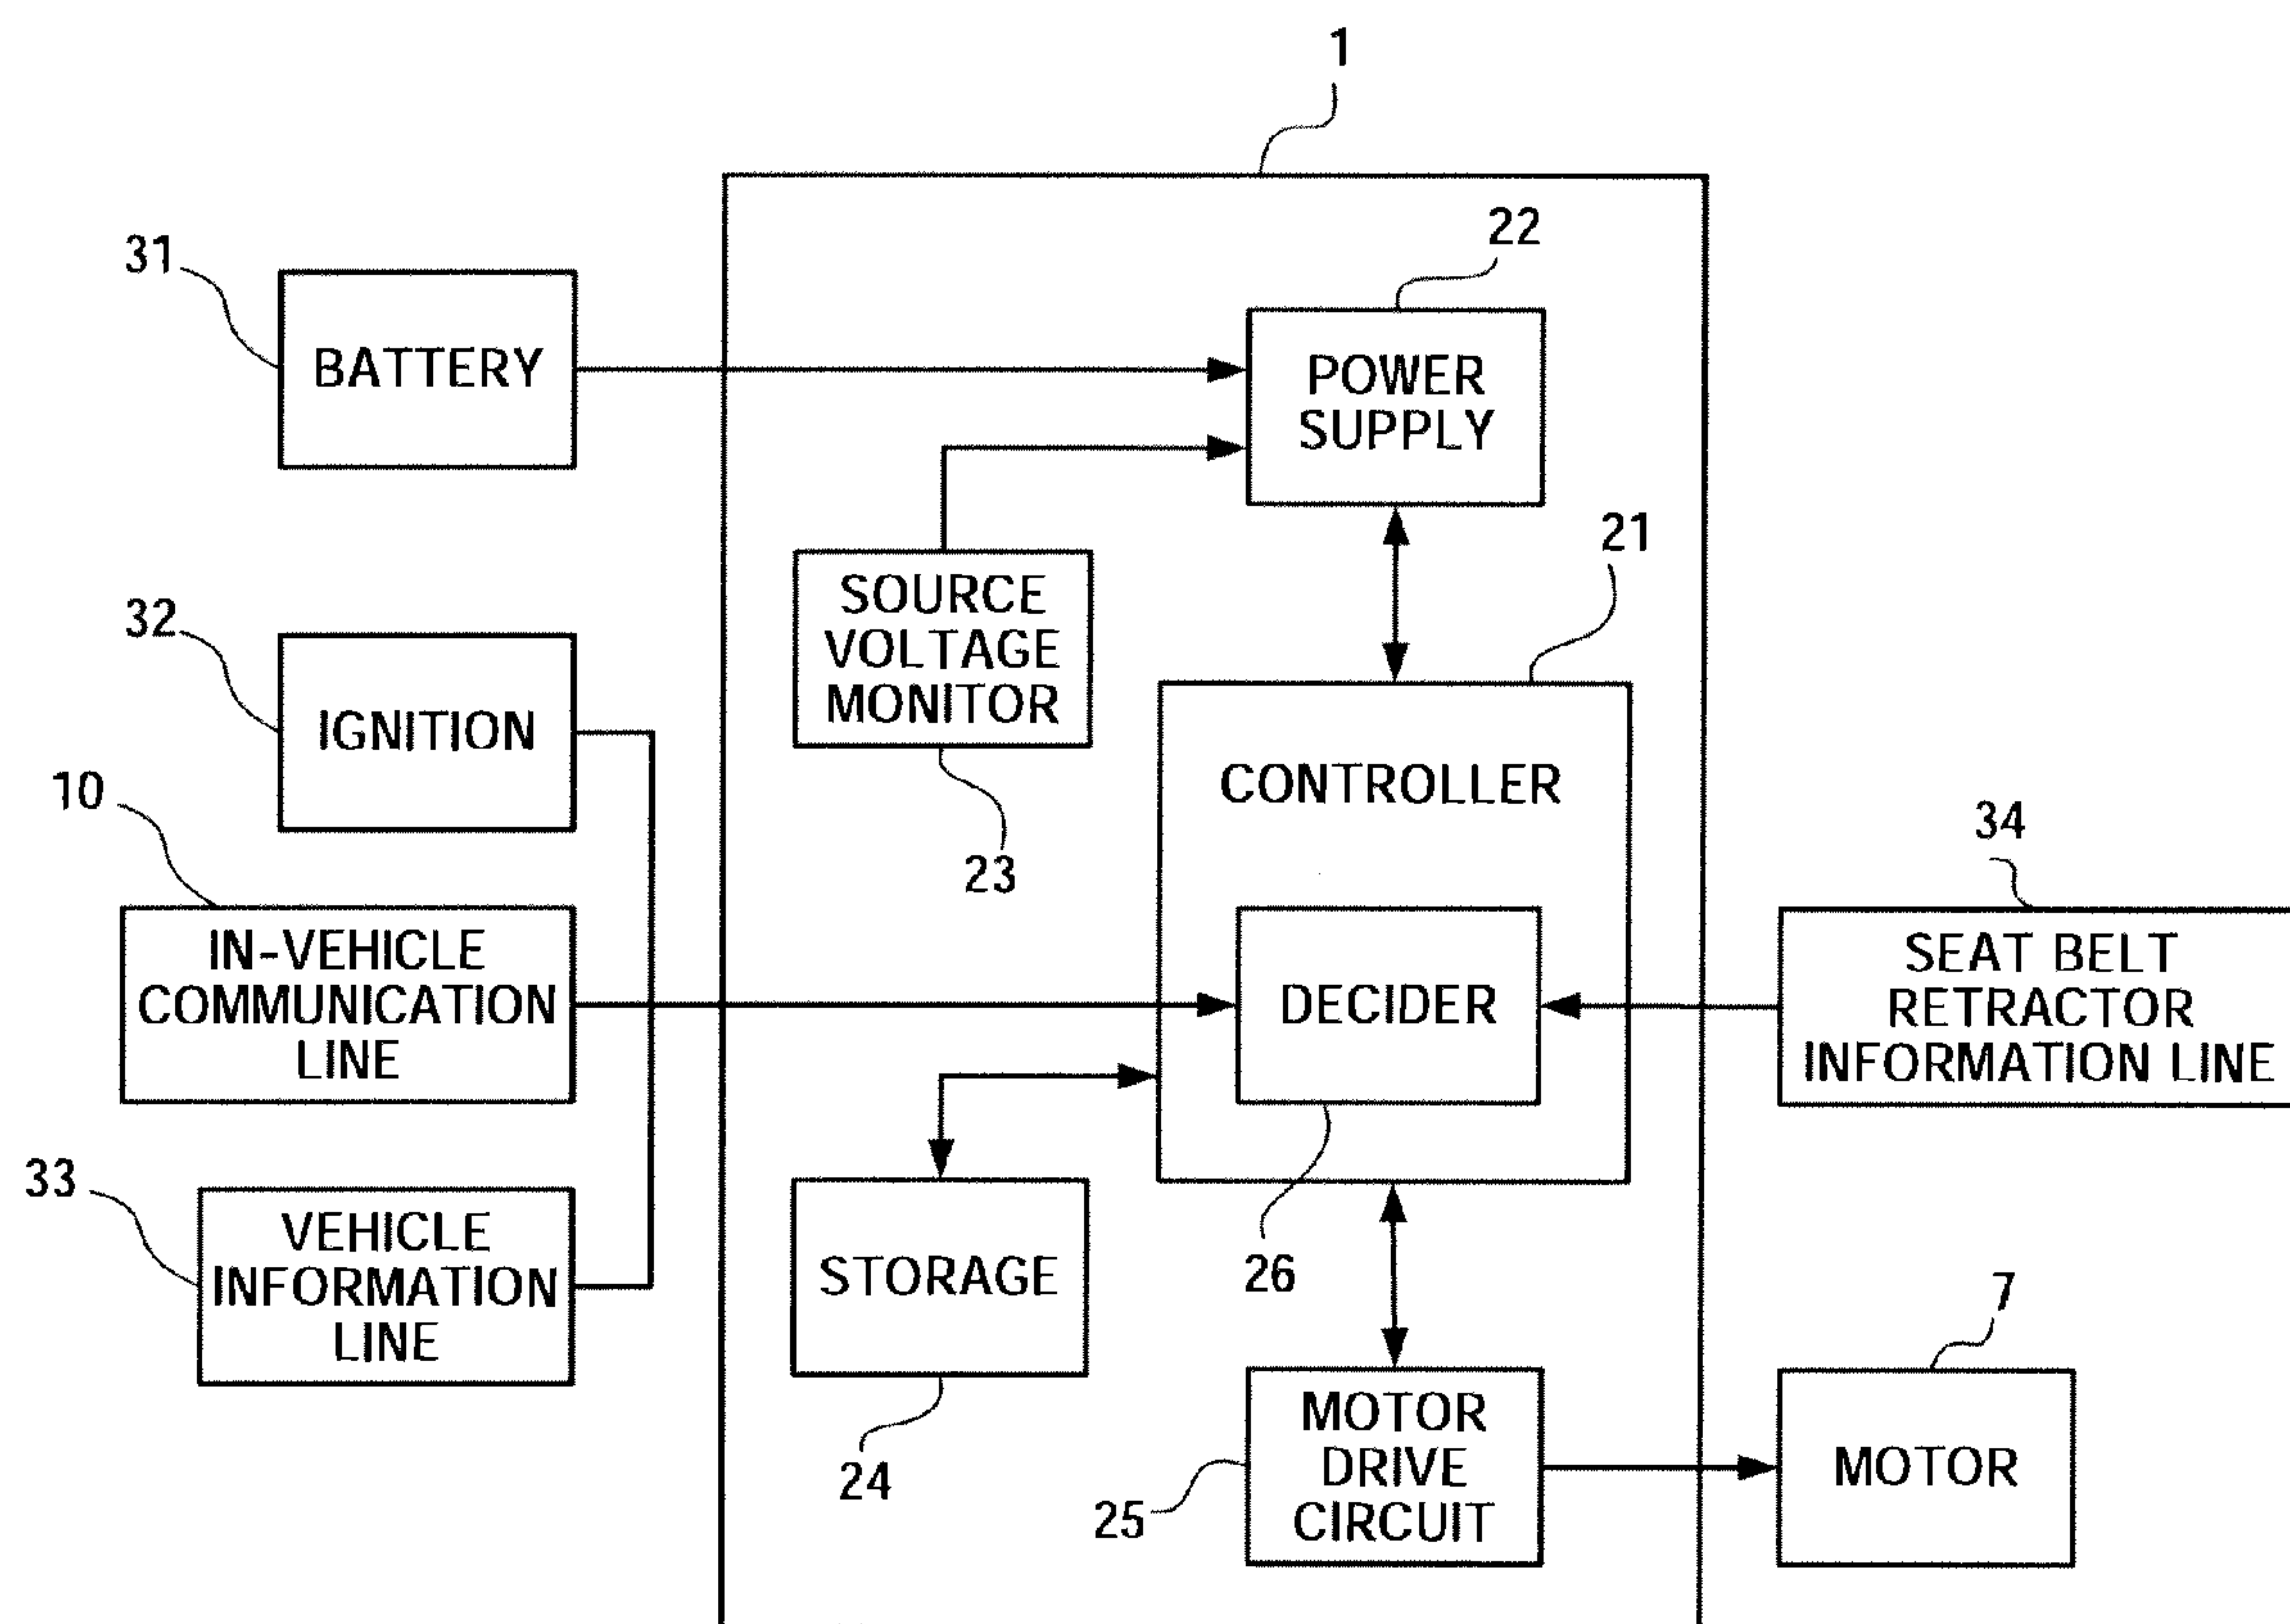 1
22
31
BATTERY
POWER
SUPPLY
21
SOURCE
VOLTAGE
MONITOR
32
IGNITION
CONTROLLER
10
23
34
IN-VEHICLE
COMMUNICATION
LINE
DECIDER
SEAT BELT
RETRACTOR
INFORMATION LINE
33
VEHICLE
INFORMATION
LINE
STORAGE
26
7
24
25
MOTOR
DRIVE
CIRCUIT
MOTOR